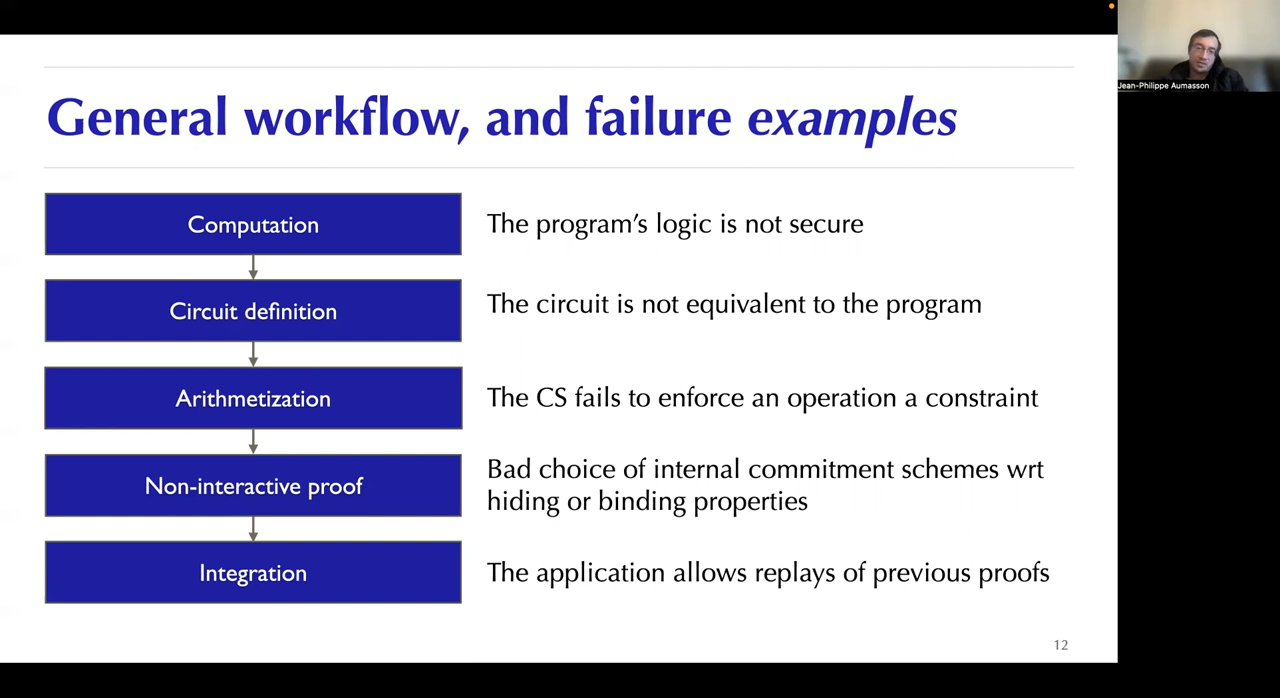 Jean-Philippe Aumasson
General workflow, and failure examples
Computation
The program’s logic is not secure
Circuit definition
The circuit is not equivalent to the program
Arithmetization
The CS fails to enforce an operation a constraint
Non-interactive proof
Bad choice of internal commitment schemes wrt
hiding or binding properties
Integration
The application allows replays of previous proofs
12